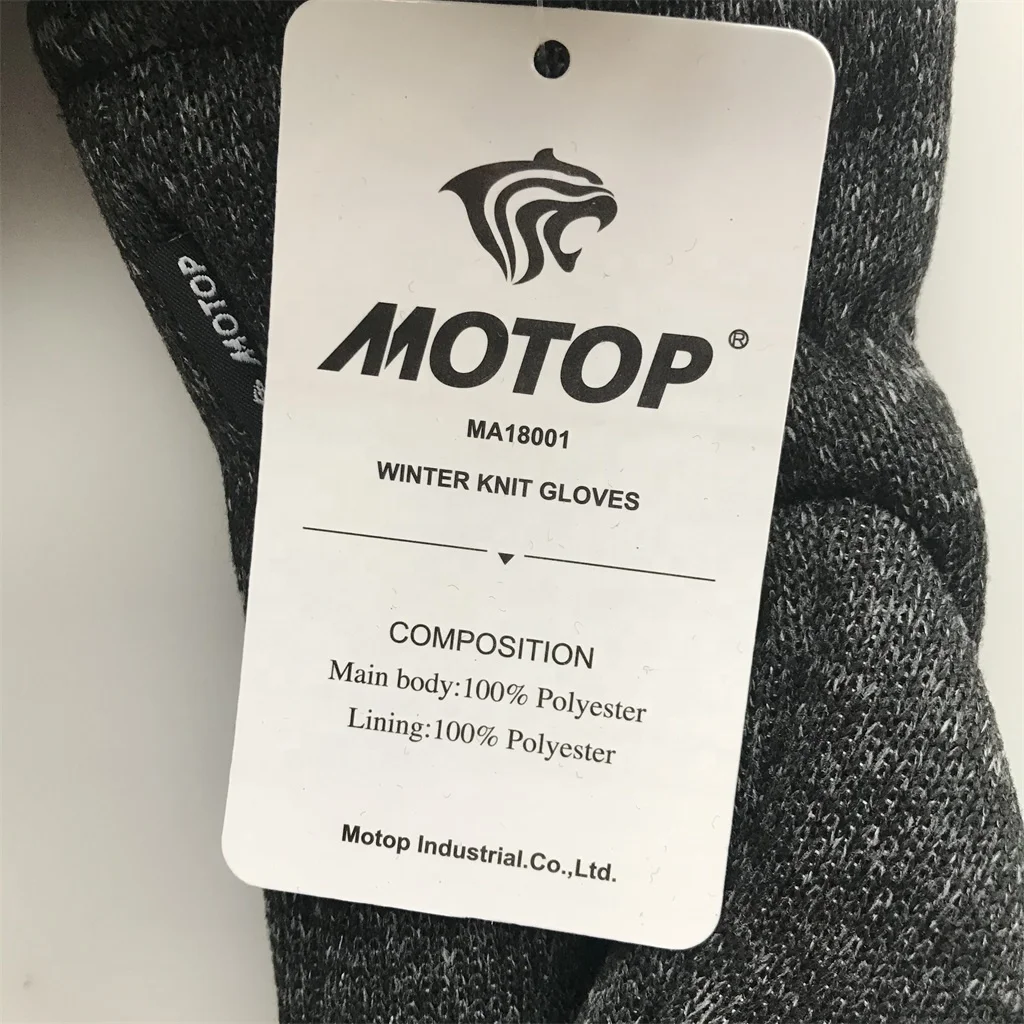 MOTOP®
MA18001
WINTER KNIT GLOVES
COMPOSITION
Main body:100% Polyester
Lining:100% Polyester
Motop Industrial.Co.,Ltd.
MOTOP